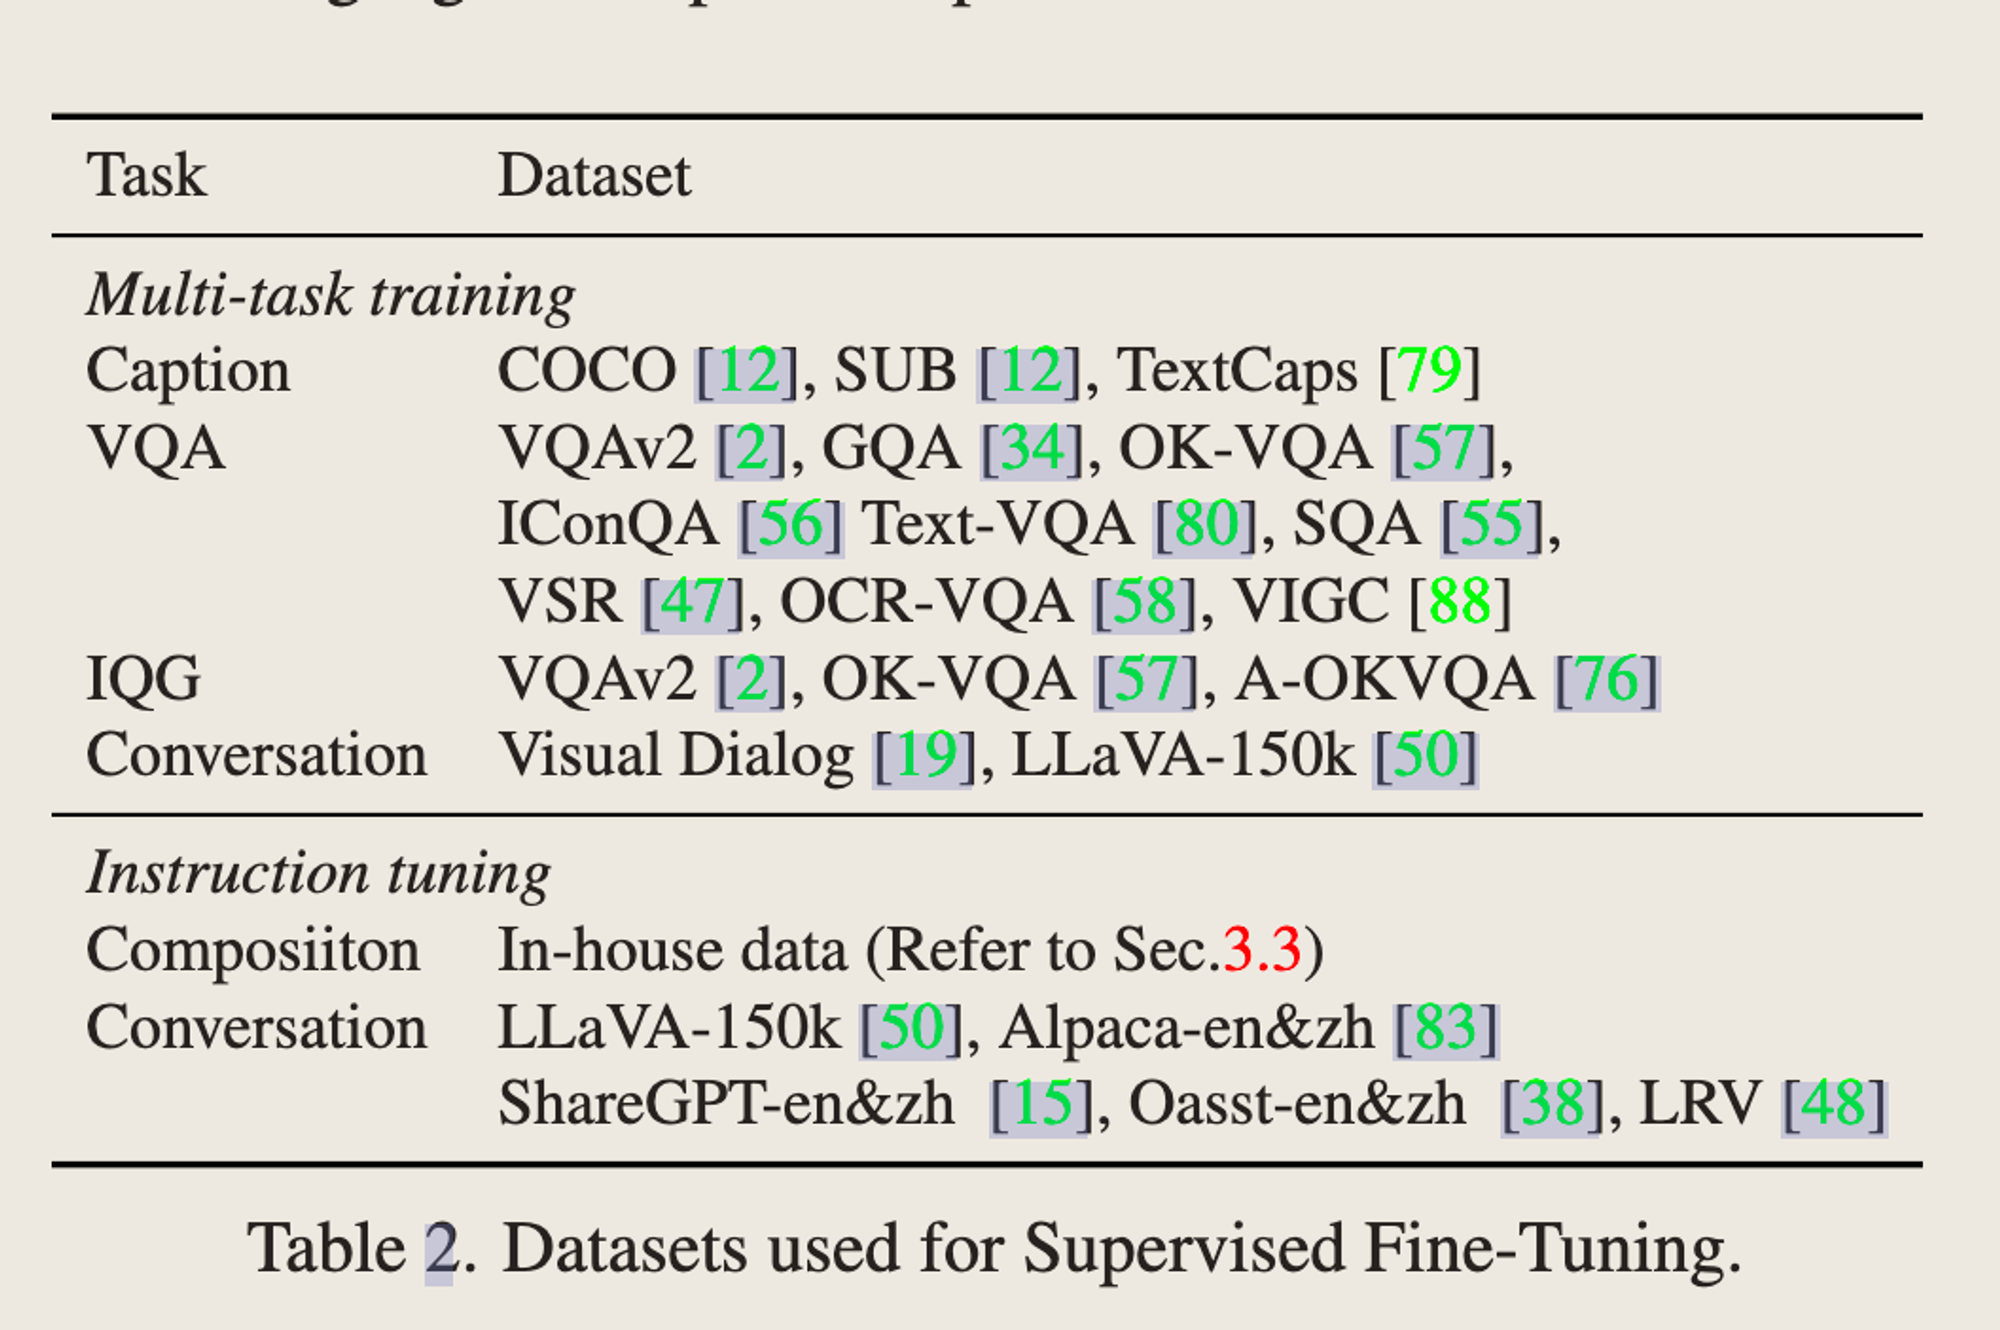 Task Dataset
Multi-task training
Caption COCO [12], SUB [12], TextCaps [79]
VQA VQAv2 [2], GQA [34], OK-VQA [57],
IConQA [56] Text-VQA [80], SQA [55],
VSR [47], OCR-VQA [58], VIGC [88]
IQG VQAv2 [2], OK-VQA [57], A-OKVQA [76]
Conversation Visual Dialog [19], LLaVA-150k [50]
Instruction tuning
Composiiton In-house data (Refer to Sec.3.3)
Conversation LLaVA-150k [50], Alpaca-en&zh [83]
ShareGPT-en&zh [15], Oasst-en&zh [38], LRV [48]
Table 2. Datasets used for Supervised Fine-Tuning.